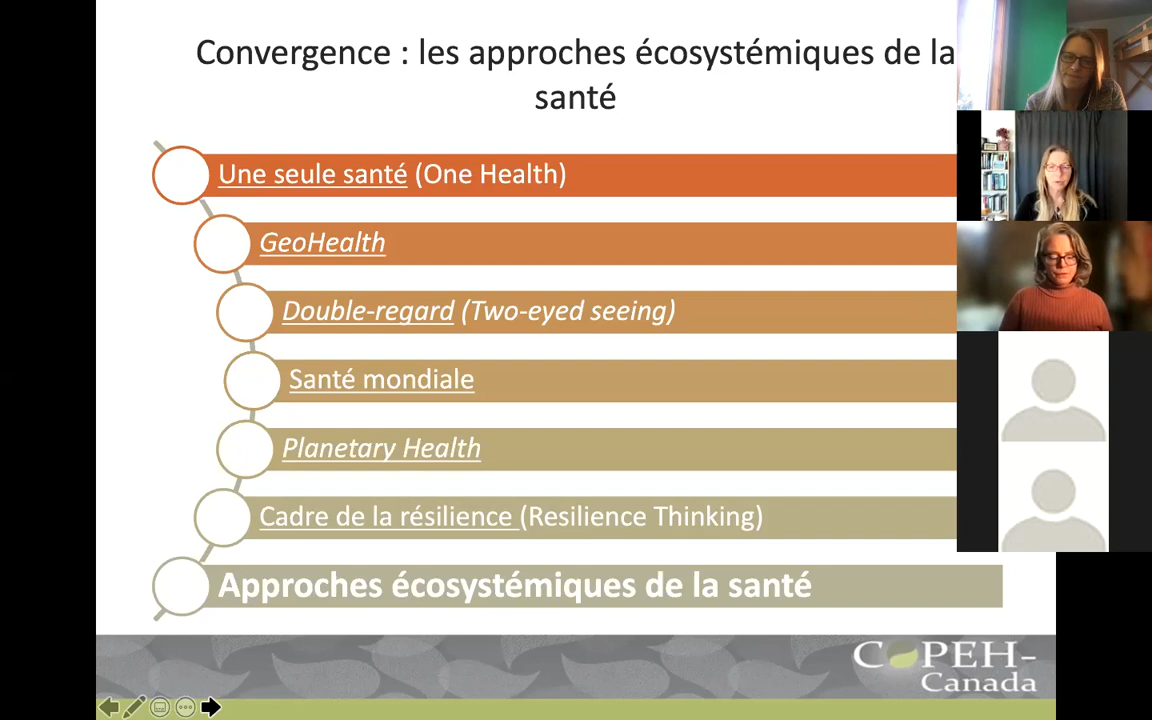 Convergence : les approches écosystémiques de la
santé
Une seule santé (One Health)
GeoHealth
Double-regard (Two-eyed seeing)
Santé mondiale
Planetary Health
Cadre de la résilience (Resilience Thinking)
Approches écosystémiques de la santé
COPEH-
Canada